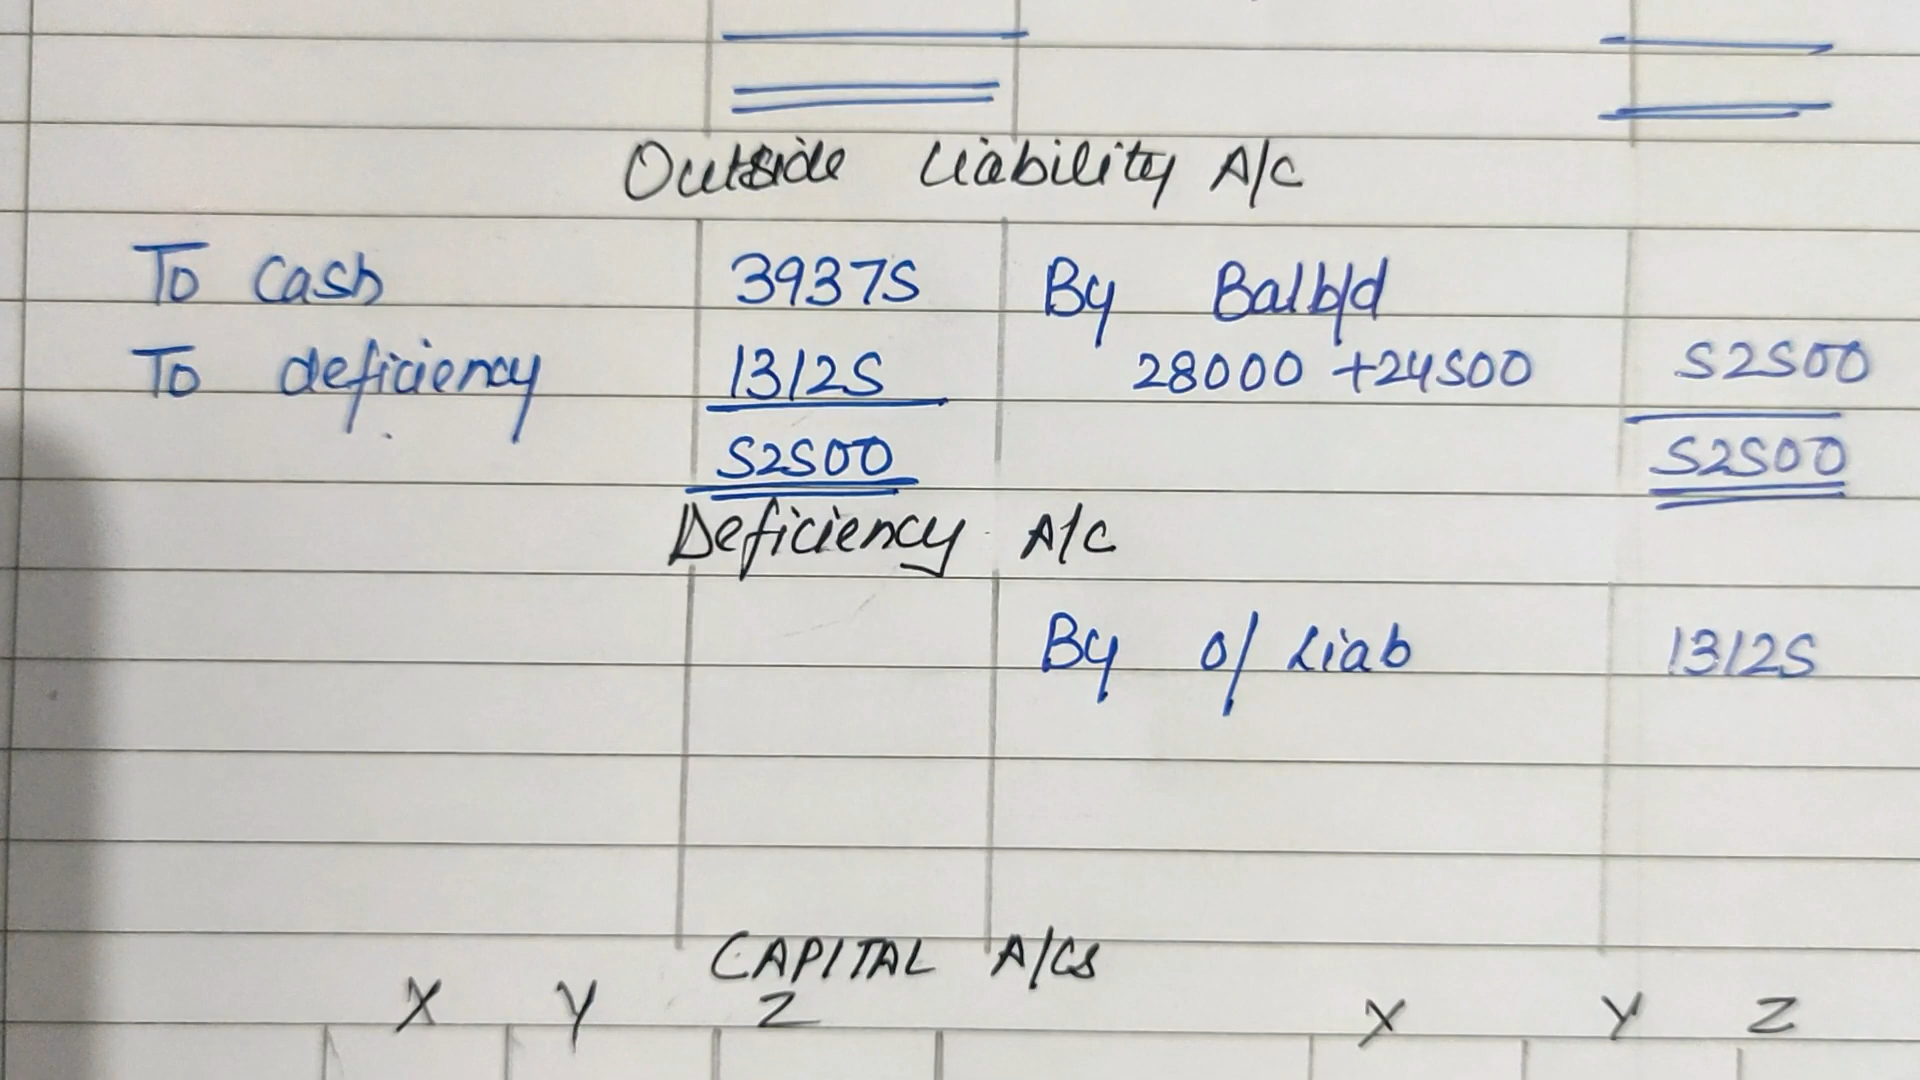 Outside Liability A/c
To Cash 39375 By Balb/d
To deficiency 13125 28000 +24500 52500
52500 52500
Deficiency A/c
By o/ Liab 13125
CAPITAL A/Cs
X Y Z X Y Z